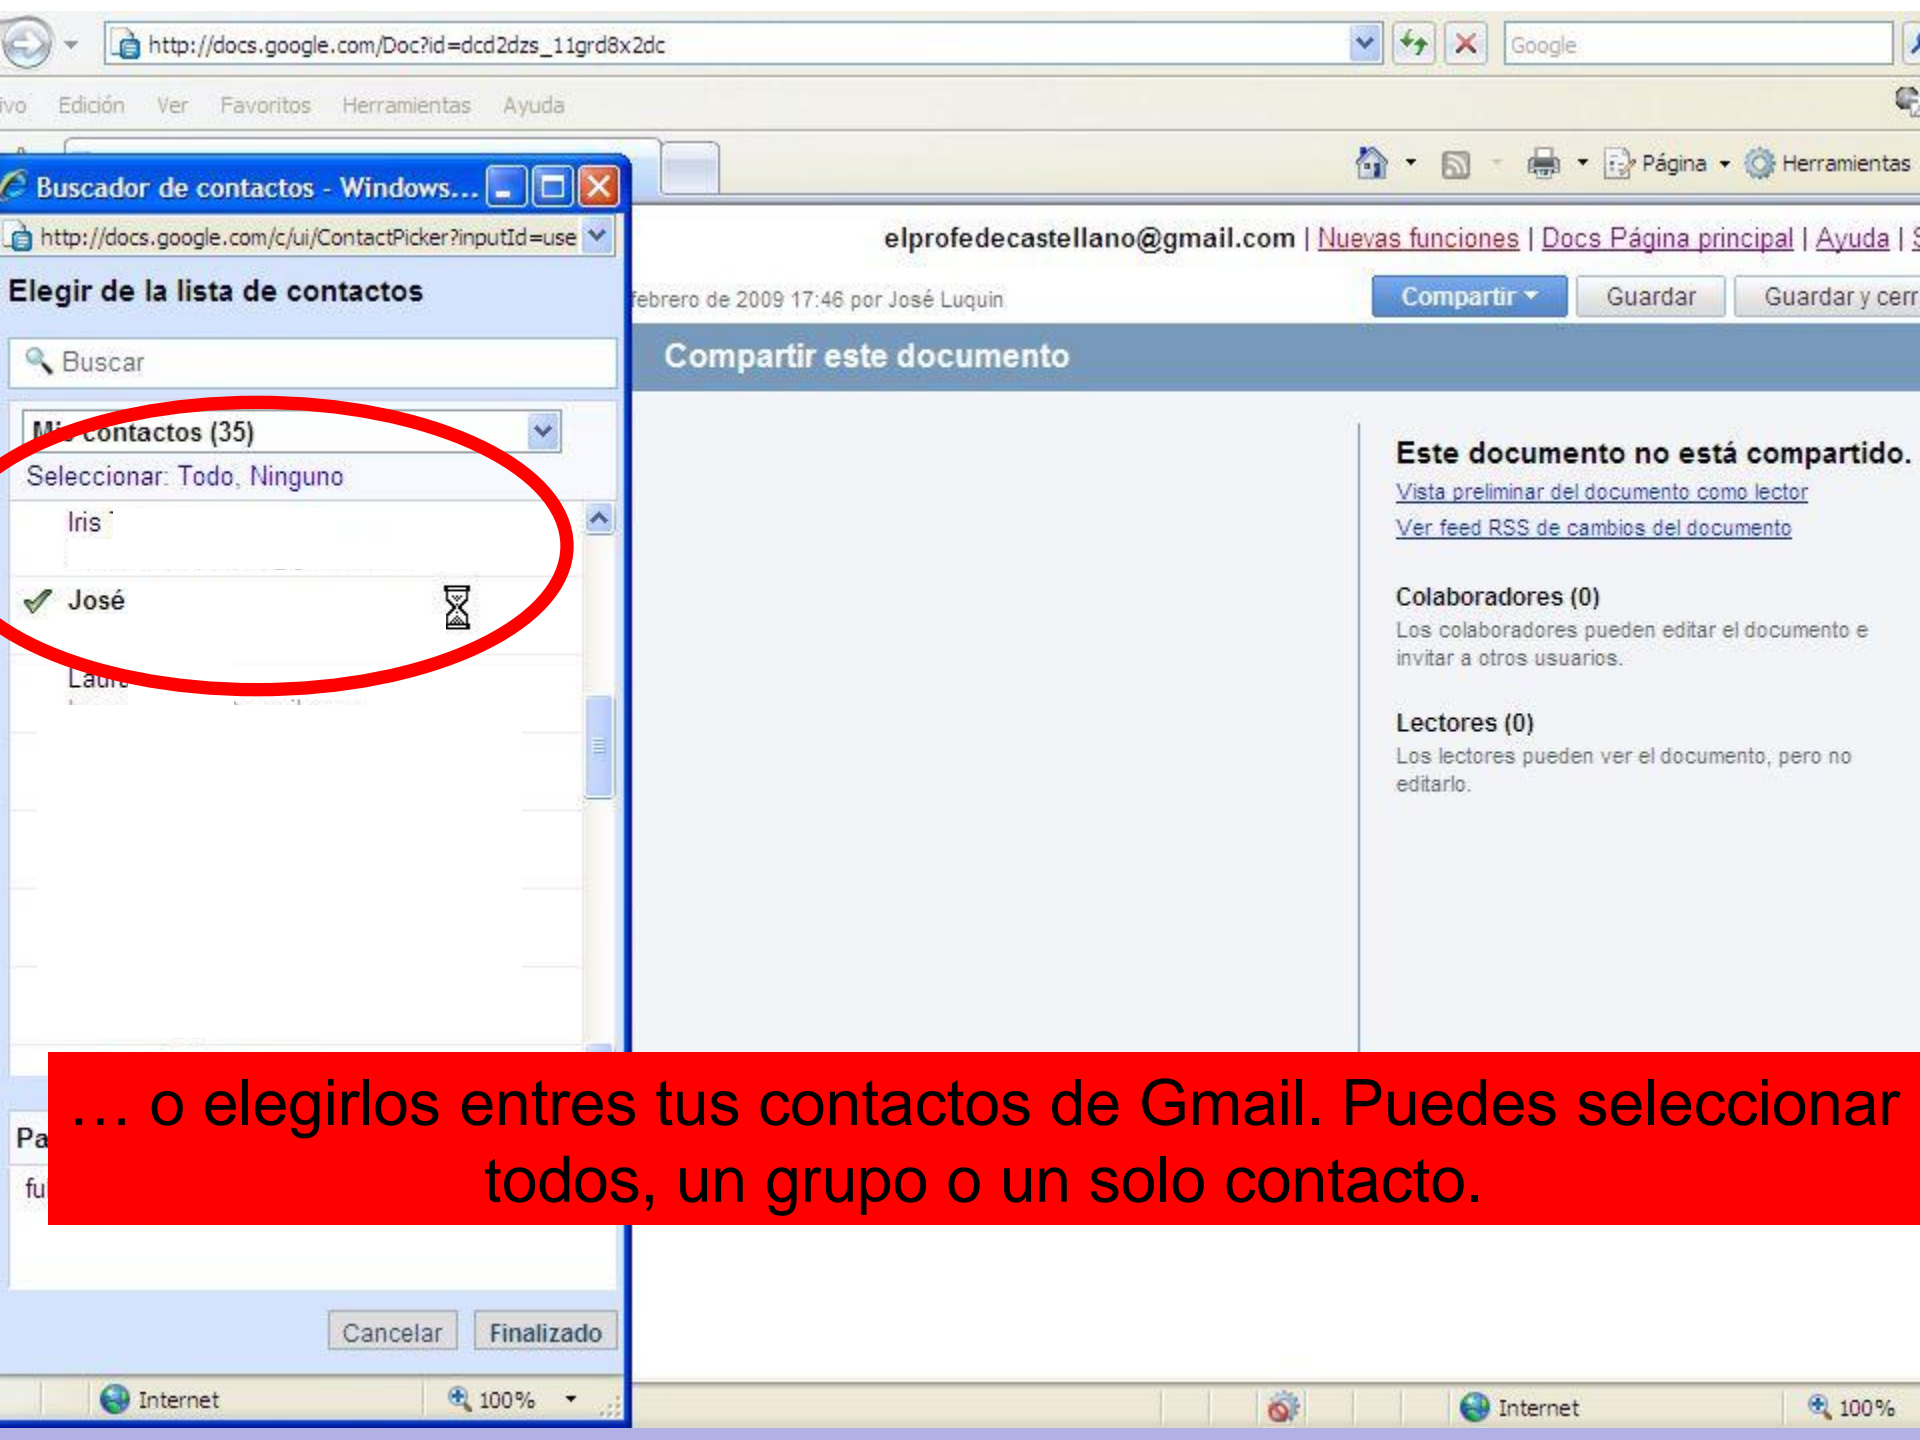 http://docs.google.com/Doc?id=dcd2dzs_11grd8x2dc
Google
Edición Ver Favoritos Herramientas Ayuda
Página Herramientas
Buscador de contactos - Windows...
http://docs.google.com/c/ui/ContactPicker?inputId=use
elprofedecastellano@gmail.com | Nuevas funciones | Docs Página principal | Ayuda |
Elegir de la lista de contactos
febrero de 2009 17:46 por José Luquin
Compartir Guardar Guardar y cerr
Buscar
Compartir este documento
Mis contactos (35)
Seleccionar: Todo, Ninguno
Iris
José
Este documento no está compartido.
Vista preliminar del documento como lector
Ver feed RSS de cambios del documento
Colaboradores (0)
Los colaboradores pueden editar el documento e
invitar a otros usuarios.
Lectores (0)
Los lectores pueden ver el documento, pero no
editarlo.
… o elegirlos entres tus contactos de Gmail. Puedes seleccionar
todos, un grupo o un solo contacto.
Pa
fu
Cancelar Finalizado
Internet 100%
Internet 100%